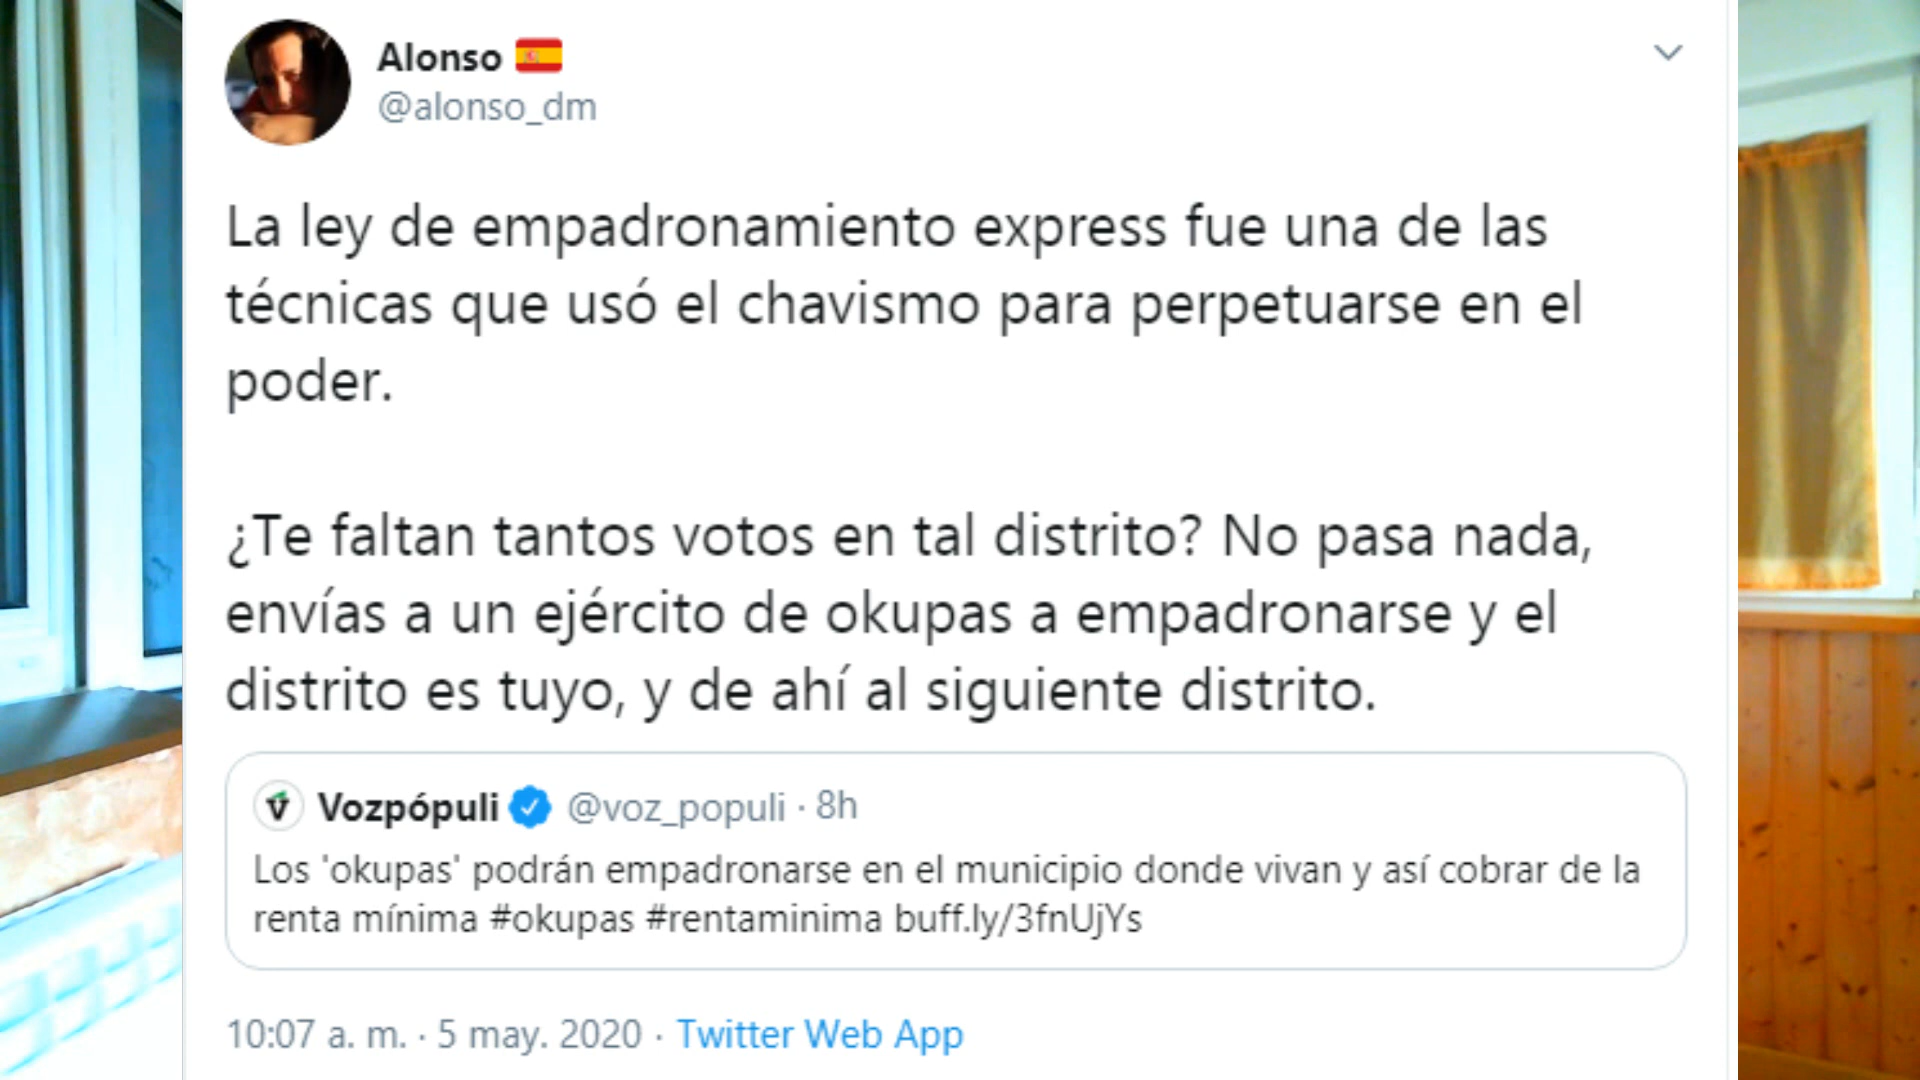 Alonso 🇪🇸
@alonso_dm
La ley de empadronamiento express fue una de las
técnicas que usó el chavismo para perpetuarse en el
poder.
¿Te faltan tantos votos en tal distrito? No pasa nada,
envías a un ejército de okupas a empadronarse y el
distrito es tuyo, y de ahí al siguiente distrito.
Vozpópuli @voz_populi · 8h
Los 'okupas' podrán empadronarse en el municipio donde vivan y así cobrar de la
renta mínima #okupas #rentaminima buff.ly/3fnUjYs
10:07 a. m. · 5 may. 2020 · Twitter Web App